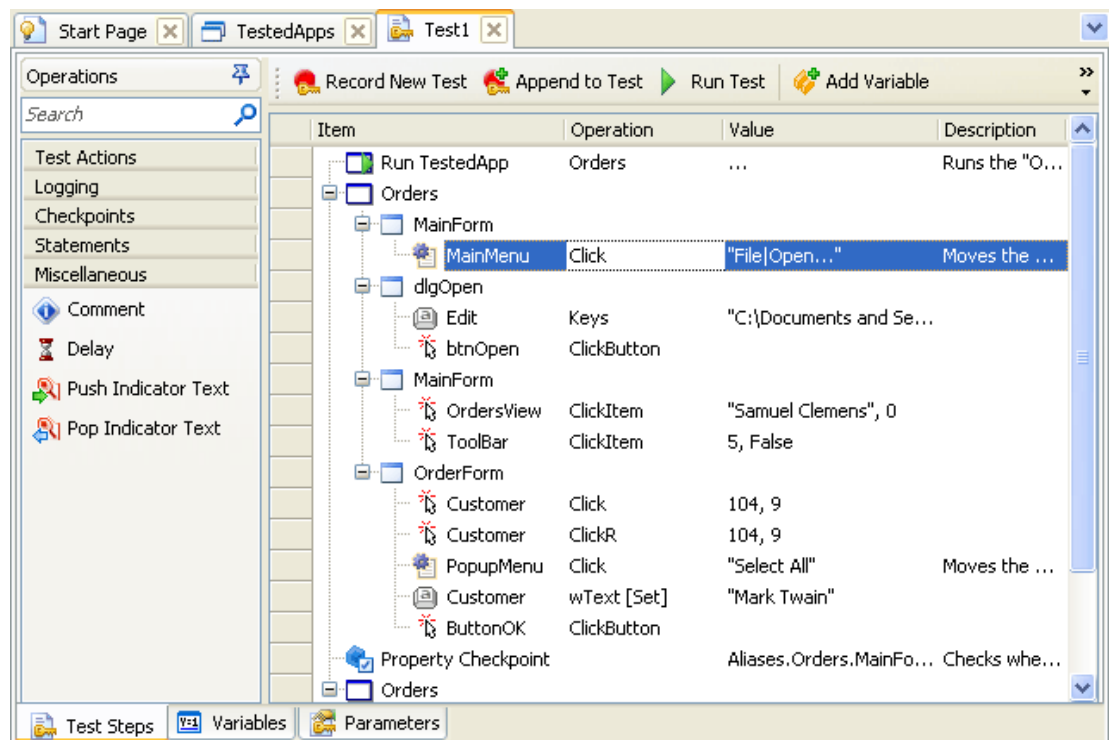 Start Page TestedApps Test1
Operations
Record New Test Append to Test Run Test Add Variable
Search
Item Operation Value Description
Test Actions
Logging
Checkpoints
Statements
Miscellaneous
Comment
Delay
Push Indicator Text
Pop Indicator Text
Run TestedApp Orders ... Runs the "O...
Orders
MainForm
MainMenu Click "File|Open..." Moves the ...
dlgOpen
Edit Keys "C:\Documents and Se...
btnOpen ClickButton
MainForm
OrdersView ClickItem "Samuel Clemens", 0
ToolBar ClickItem 5, False
OrderForm
Customer Click 104, 9
Customer ClickR 104, 9
PopupMenu Click "Select All" Moves the ...
Customer wText [Set] "Mark Twain"
ButtonOK ClickButton
Property Checkpoint Aliases.Orders.MainFo... Checks whe...
Orders
Test Steps Variables Parameters